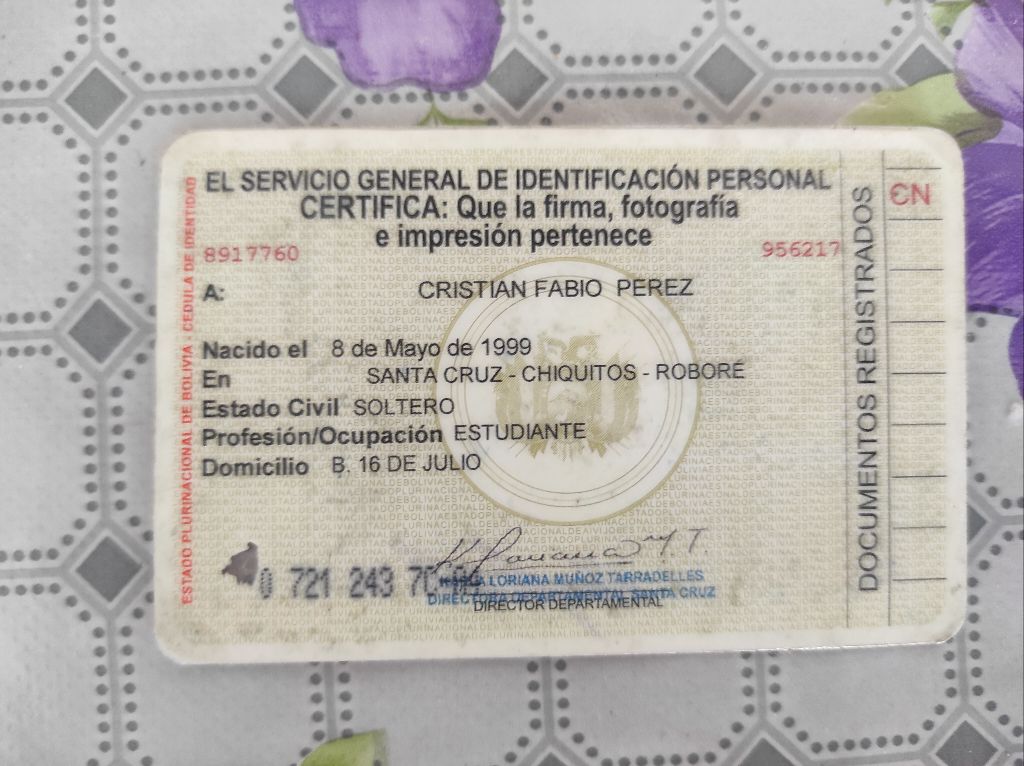 EL SERVICIO GENERAL DE IDENTIFICACIÓN PERSONAL
CERTIFICA: Que la firma, fotografía
e impresión pertenece
8917760
956217
A: CRISTIAN FABIO PEREZ
Nacido el 8 de Mayo de 1999
En SANTA CRUZ - CHIQUITOS - ROBORÉ
Estado Civil SOLTERO
Profesión/Ocupación ESTUDIANTE
Domicilio B. 16 DE JULIO
0 721 243
LORIANA MUÑOZ TARRADELLES
DIRECTORA DEPARTAMENTAL SANTA CRUZ
DIRECTOR DEPARTAMENTAL
ESTADO PLURINACIONAL DE BOLIVIA - CEDULA DE IDENTIDAD
DOCUMENTOS REGISTRADOS
CN